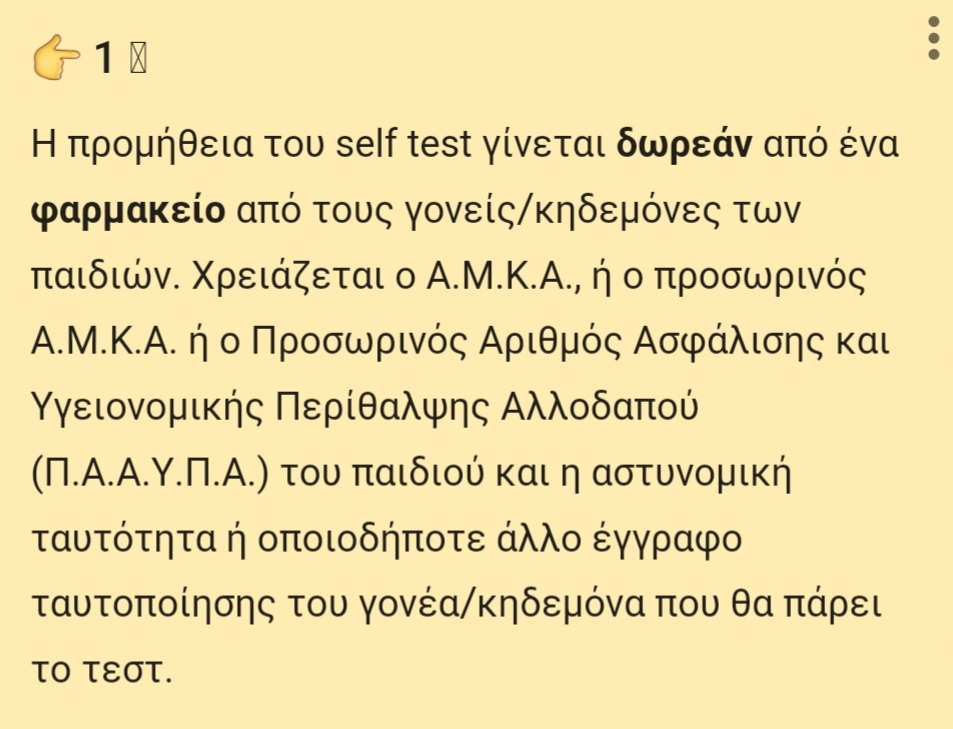 👉 1
Η προμήθεια του self test γίνεται δωρεάν από ένα
φαρμακείο από τους γονείς/κηδεμόνες των
παιδιών. Χρειάζεται ο Α.Μ.Κ.Α., ή ο προσωρινός
Α.Μ.Κ.Α. ή ο Προσωρινός Αριθμός Ασφάλισης και
Υγειονομικής Περίθαλψης Αλλοδαπού
(Π.Α.Α.Υ.Π.Α.) του παιδιού και η αστυνομική
ταυτότητα ή οποιοδήποτε άλλο έγγραφο
ταυτοποίησης του γονέα/κηδεμόνα που θα πάρει
το τεστ.